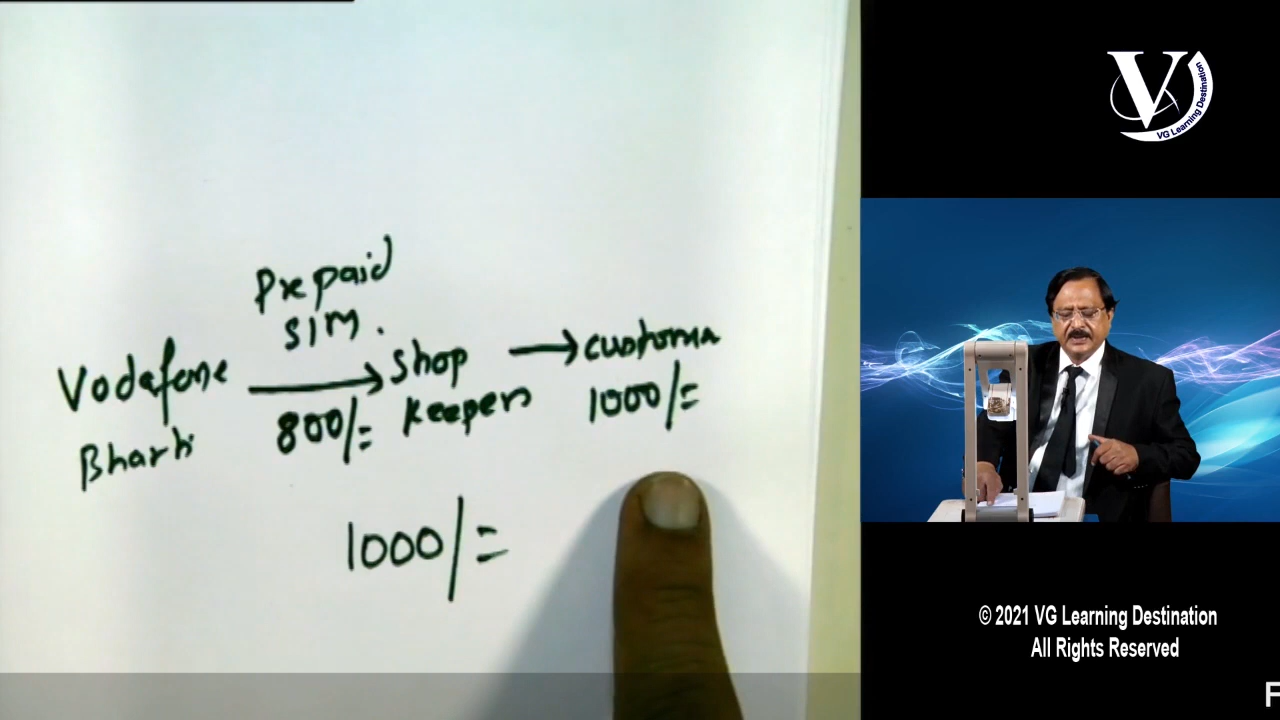 Prepaid
SIM.
Vodafone
Bharti
800/=
Shop
Keepers
Customer
1000/=
1000/=
V
VG Learning Destination
© 2021 VG Learning Destination
All Rights Reserved
F